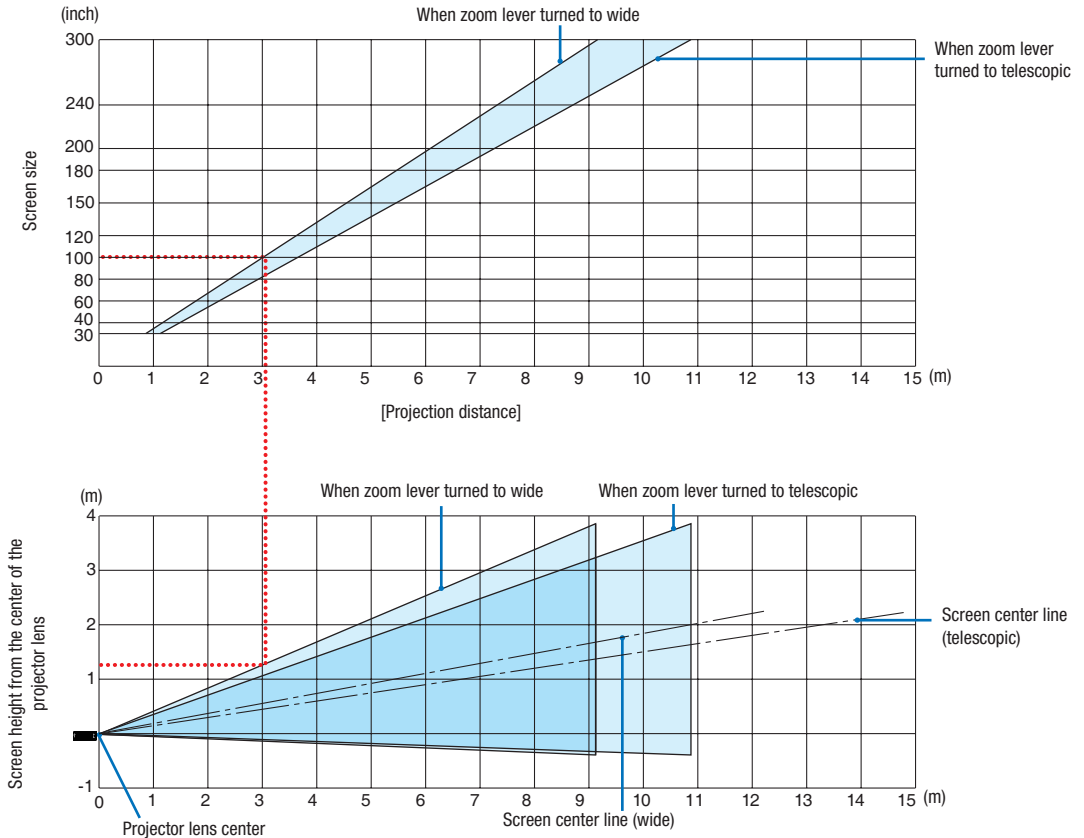 (inch)
When zoom lever turned to wide
300
When zoom lever
turned to telescopic
240
200
180
150
120
100
80
60
40
30
Screen size
0 1 2 3 4 5 6 7 8 9 10 11 12 13 14 15 (m)
[Projection distance]
(m)
When zoom lever turned to wide
When zoom lever turned to telescopic
4
3
2
1
0
-1
Screen height from the center of the
projector lens
Screen center line
(telescopic)
0 1 2 3 4 5 6 7 8 9 10 11 12 13 14 15 (m)
Screen center line (wide)
Projector lens center